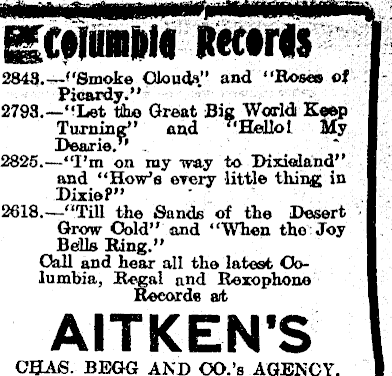 Columbia Records
2843.—"Smoke Clouds" and "Roses of
Picardy."
2793.—"Let the Great Big World Keep
Turning" and "Hello! My
Dearie."
2825.—"I'm on my way to Dixieland"
and "How's every little thing in
Dixie?"
2618.—"Till the Sands of the Desert
Grow Cold" and "When the Joy
Bells Ring."
Call and hear all the latest Co-
lumbia, Regal and Rexophone
Records at
AITKEN'S
CHAS. BEGG AND CO.'s AGENCY.